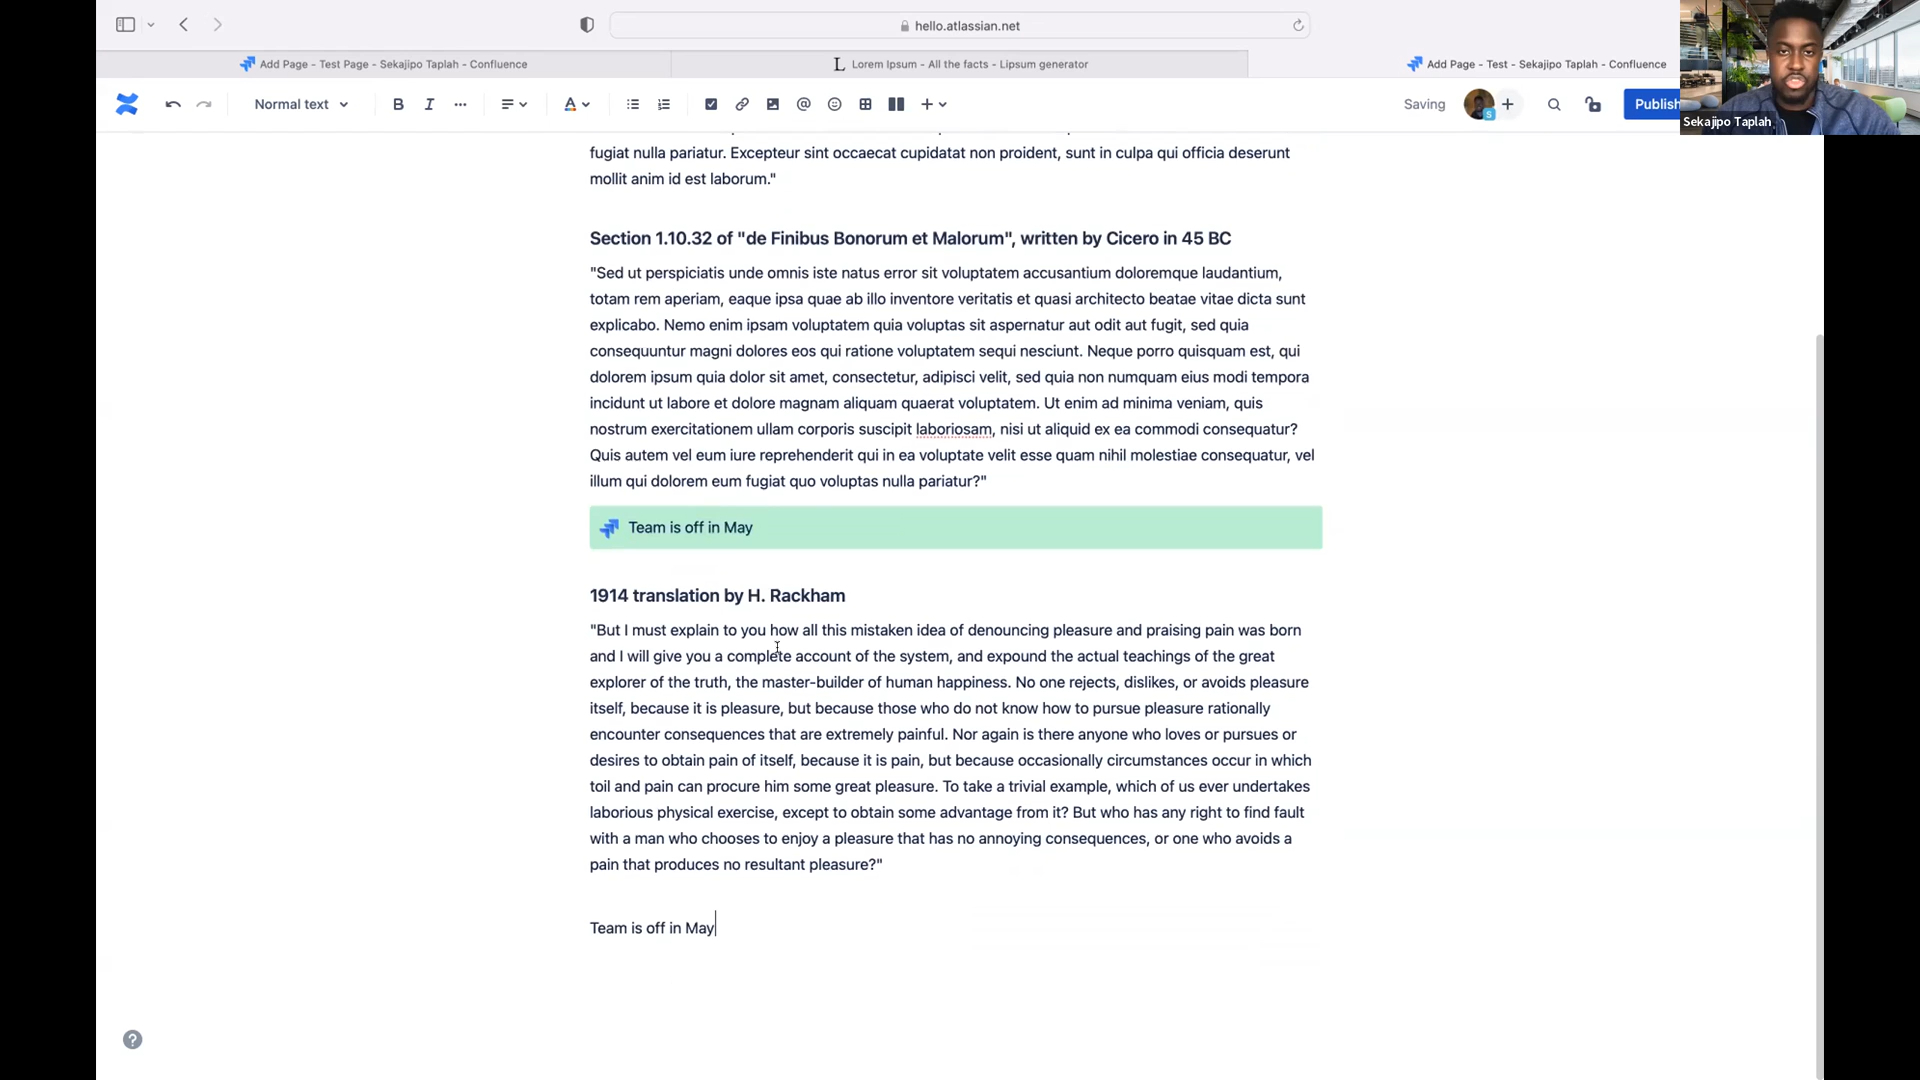 hello.atlassian.net
Add Page - Test Page - Sekajipo Taplah - Confluence
Lorem Ipsum - All the facts - Lipsum generator
Add Page - Test - Sekajipo Taplah - Confluence
Normal text
B I
A
Saving
Publish
Sekajipo Taplah
fugiat nulla pariatur. Excepteur sint occaecat cupidatat non proident, sunt in culpa qui officia deserunt
mollit anim id est laborum."
Section 1.10.32 of "de Finibus Bonorum et Malorum", written by Cicero in 45 BC
"Sed ut perspiciatis unde omnis iste natus error sit voluptatem accusantium doloremque laudantium,
totam rem aperiam, eaque ipsa quae ab illo inventore veritatis et quasi architecto beatae vitae dicta sunt
explicabo. Nemo enim ipsam voluptatem quia voluptas sit aspernatur aut odit aut fugit, sed quia
consequuntur magni dolores eos qui ratione voluptatem sequi nesciunt. Neque porro quisquam est, qui
dolorem ipsum quia dolor sit amet, consectetur, adipisci velit, sed quia non numquam eius modi tempora
incidunt ut labore et dolore magnam aliquam quaerat voluptatem. Ut enim ad minima veniam, quis
nostrum exercitationem ullam corporis suscipit laboriosam, nisi ut aliquid ex ea commodi consequatur?
Quis autem vel eum iure reprehenderit qui in ea voluptate velit esse quam nihil molestiae consequatur, vel
illum qui dolorem eum fugiat quo voluptas nulla pariatur?"
Team is off in May
1914 translation by H. Rackham
"But I must explain to you how all this mistaken idea of denouncing pleasure and praising pain was born
and I will give you a complete account of the system, and expound the actual teachings of the great
explorer of the truth, the master-builder of human happiness. No one rejects, dislikes, or avoids pleasure
itself, because it is pleasure, but because those who do not know how to pursue pleasure rationally
encounter consequences that are extremely painful. Nor again is there anyone who loves or pursues or
desires to obtain pain of itself, because it is pain, but because occasionally circumstances occur in which
toil and pain can procure him some great pleasure. To take a trivial example, which of us ever undertakes
laborious physical exercise, except to obtain some advantage from it? But who has any right to find fault
with a man who chooses to enjoy a pleasure that has no annoying consequences, or one who avoids a
pain that produces no resultant pleasure?"
Team is off in May